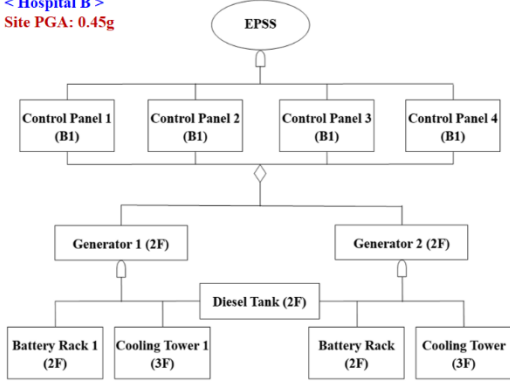 < Hospital B >
Site PGA: 0.45g
EPSS
Control Panel 1
(B1)
Control Panel 2
(B1)
Control Panel 3
(B1)
Control Panel 4
(B1)
Generator 1 (2F)
Generator 2 (2F)
Diesel Tank (2F)
Battery Rack 1
(2F)
Cooling Tower 1
(3F)
Battery Rack
(2F)
Cooling Tower
(3F)